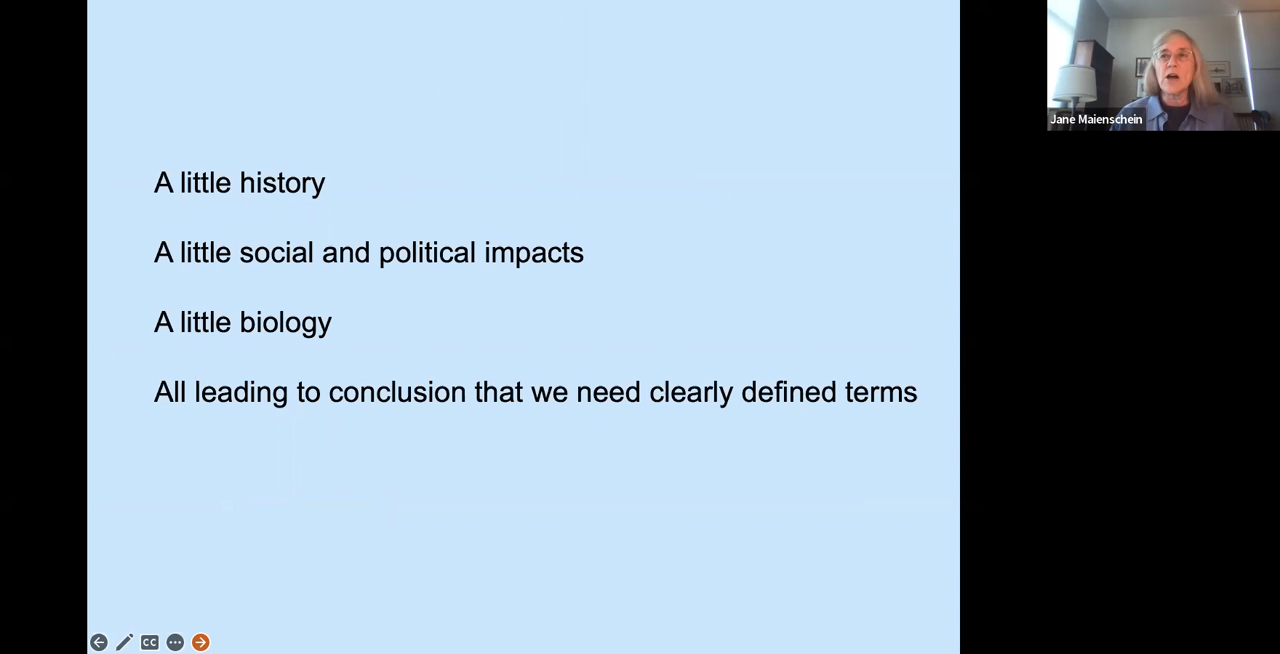 A little history
A little social and political impacts
A little biology
All leading to conclusion that we need clearly defined terms
Jane Maienschein
CC